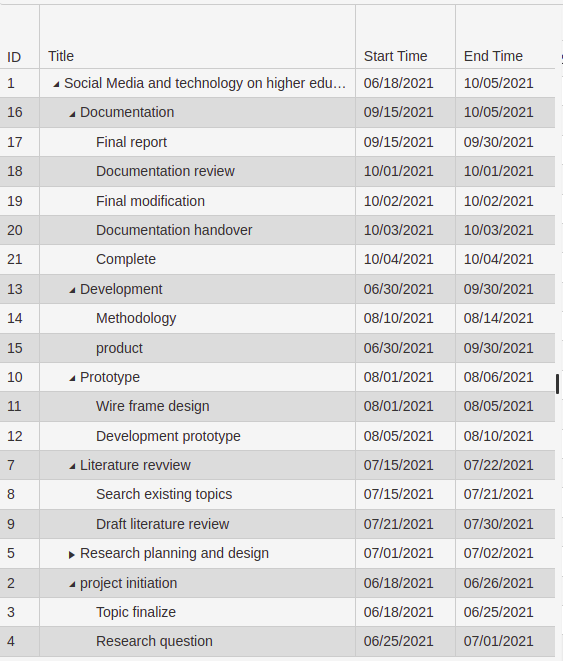 ID Title Start Time End Time
1 Social Media and technology on higher edu… 06/18/2021 10/05/2021
16 Documentation 09/15/2021 10/05/2021
17 Final report 09/15/2021 09/30/2021
18 Documentation review 10/01/2021 10/01/2021
19 Final modification 10/02/2021 10/02/2021
20 Documentation handover 10/03/2021 10/03/2021
21 Complete 10/04/2021 10/04/2021
13 Development 06/30/2021 09/30/2021
14 Methodology 08/10/2021 08/14/2021
15 product 06/30/2021 09/30/2021
10 Prototype 08/01/2021 08/06/2021
11 Wire frame design 08/01/2021 08/05/2021
12 Development prototype 08/05/2021 08/10/2021
7 Literature revview 07/15/2021 07/22/2021
8 Search existing topics 07/15/2021 07/21/2021
9 Draft literature review 07/21/2021 07/30/2021
5 Research planning and design 07/01/2021 07/02/2021
2 project initiation 06/18/2021 06/26/2021
3 Topic finalize 06/18/2021 06/25/2021
4 Research question 06/25/2021 07/01/2021